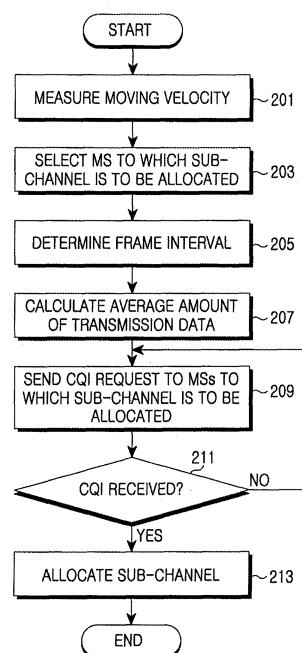 START
MEASURE MOVING VELOCITY
201
SELECT MS TO WHICH SUB-
CHANNEL IS TO BE ALLOCATED
203
DETERMINE FRAME INTERVAL
205
CALCULATE AVERAGE AMOUNT
OF TRANSMISSION DATA
207
SEND CQI REQUEST TO MSs TO
WHICH SUB-CHANNEL IS TO BE
ALLOCATED
209
211
CQI RECEIVED?
NO
YES
ALLOCATE SUB-CHANNEL
213
END